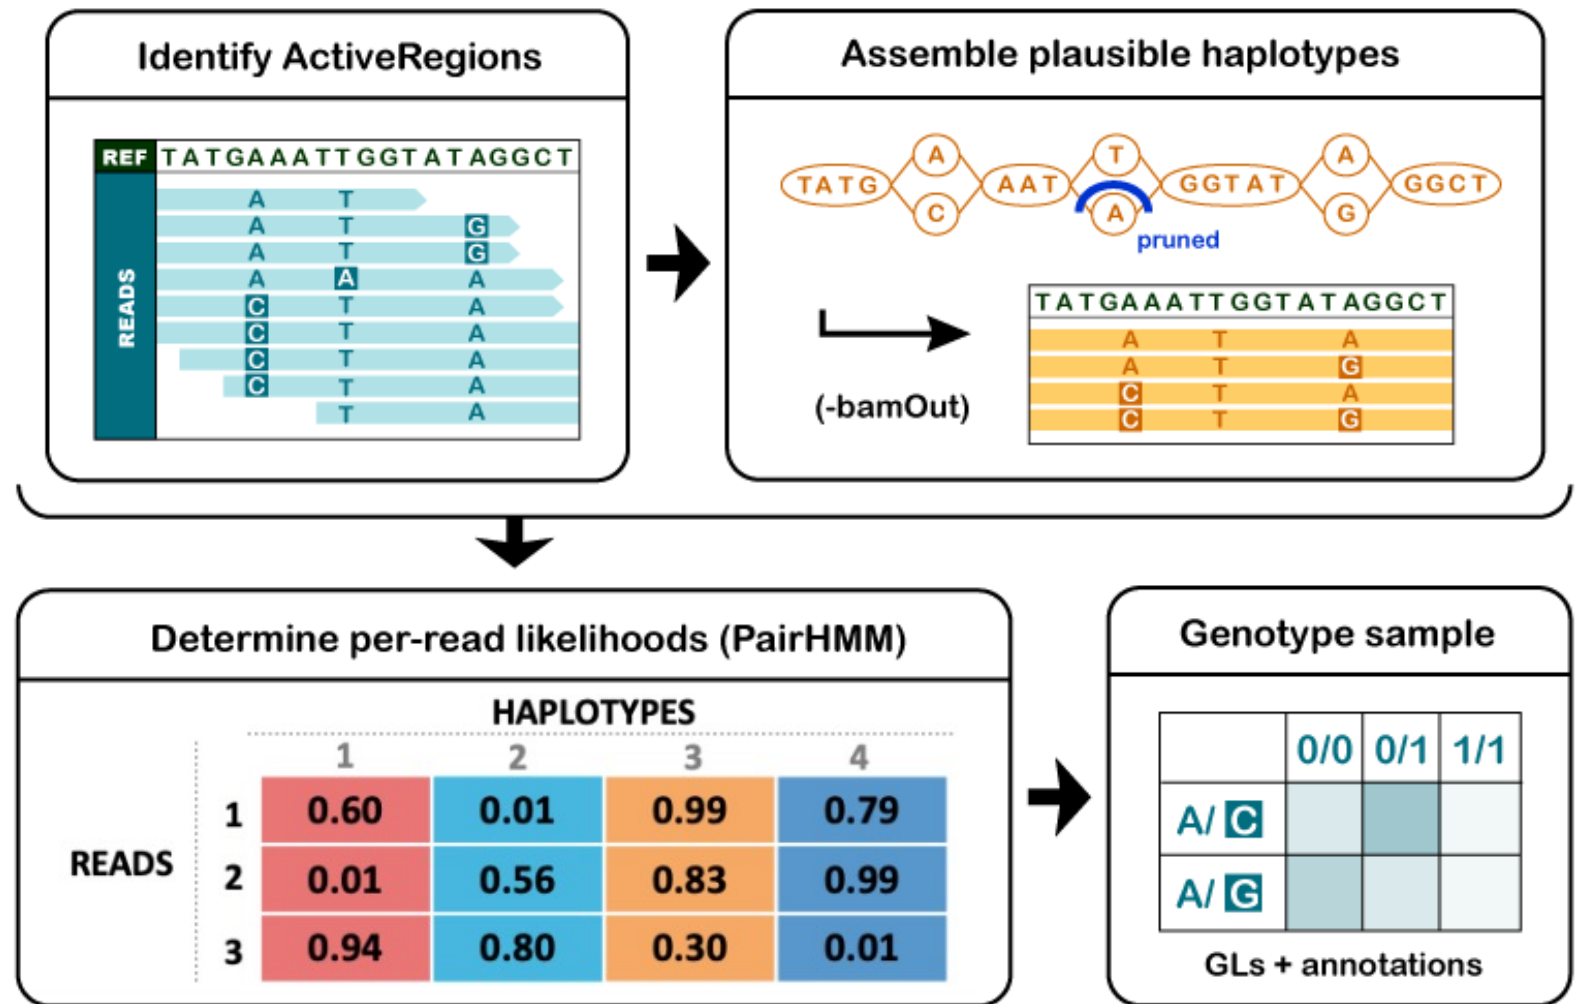 Identify ActiveRegions
REF TATGAAATTGGTATAGGCT
READS
A T
A T G
A T G
A A A
C T A
C T A
C T A
C T A
T A
Assemble plausible haplotypes
A T A
TATG AAT GGTAT GGCT
C A G
pruned
TATGAAATTGGTATAGGCT
A T A
A T G
C T A
C T G
(-bamOut)
Determine per-read likelihoods (PairHMM)
HAPLOTYPES
1 2 3 4
READS
1 0.60 0.01 0.99 0.79
2 0.01 0.56 0.83 0.99
3 0.94 0.80 0.30 0.01
Genotype sample
0/0 0/1 1/1
A/ C
A/ G
GLs + annotations